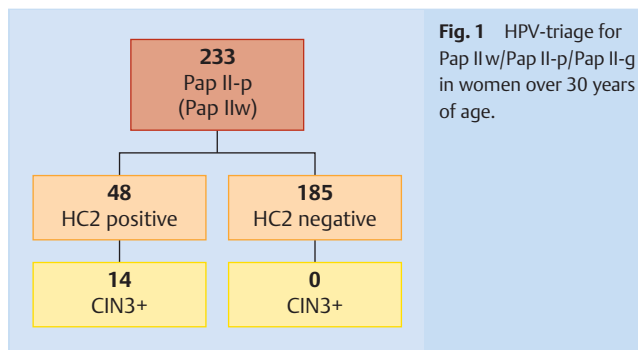 233
Pap II-p
(Pap IIw)
48
HC2 positive
185
HC2 negative
14
CIN3+
0
CIN3+
Fig. 1 HPV-triage for
Pap II w/Pap II-p/Pap II-g
in women over 30 years
of age.